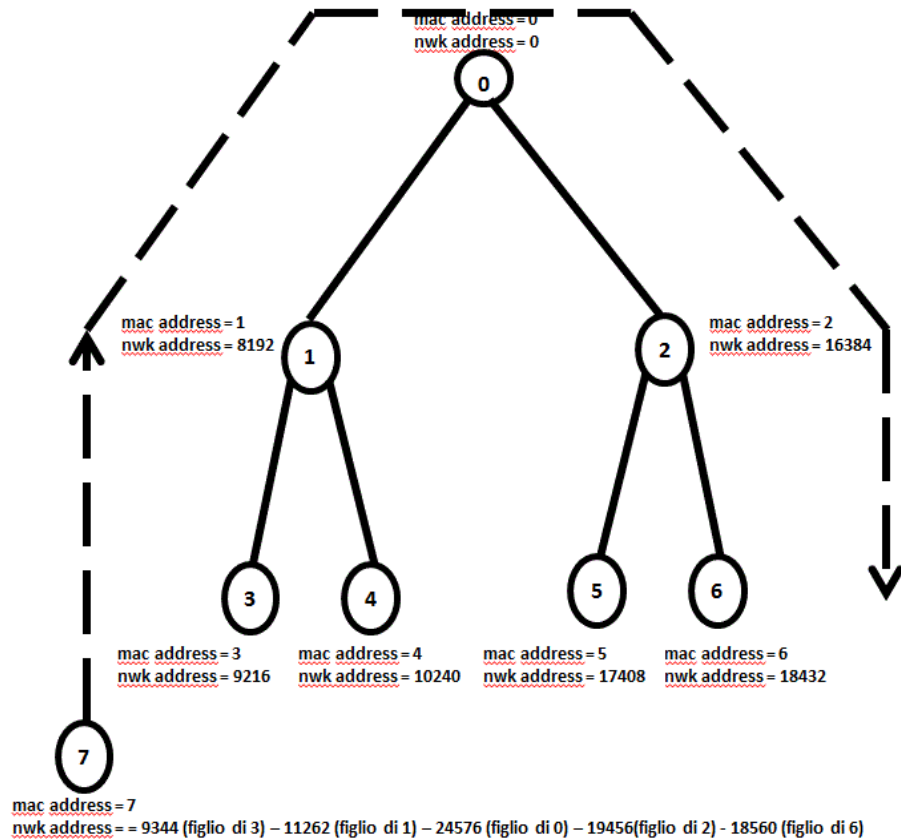 mac address = 0
nwk address = 0
0
mac address = 1
nwk address = 8192
1
2
mac address = 2
nwk address = 16384
3
4
5
6
mac address = 3
nwk address = 9216
mac address = 4
nwk address = 10240
mac address = 5
nwk address = 17408
mac address = 6
nwk address = 18432
7
mac address = 7
nwk address = = 9344 (figlio di 3) – 11262 (figlio di 1) – 24576 (figlio di 0) – 19456(figlio di 2) - 18560 (figlio di 6)